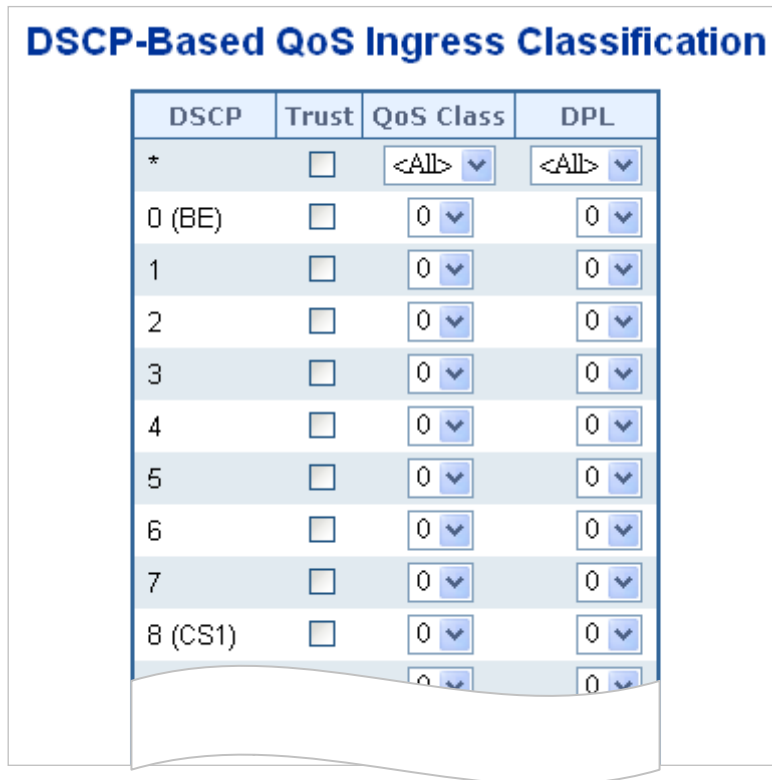 DSCP-Based QoS Ingress Classification
DSCP Trust QoS Class DPL
* <All> <All>
0 (BE) 0 0
1 0 0
2 0 0
3 0 0
4 0 0
5 0 0
6 0 0
7 0 0
8 (CS1) 0 0
0 0